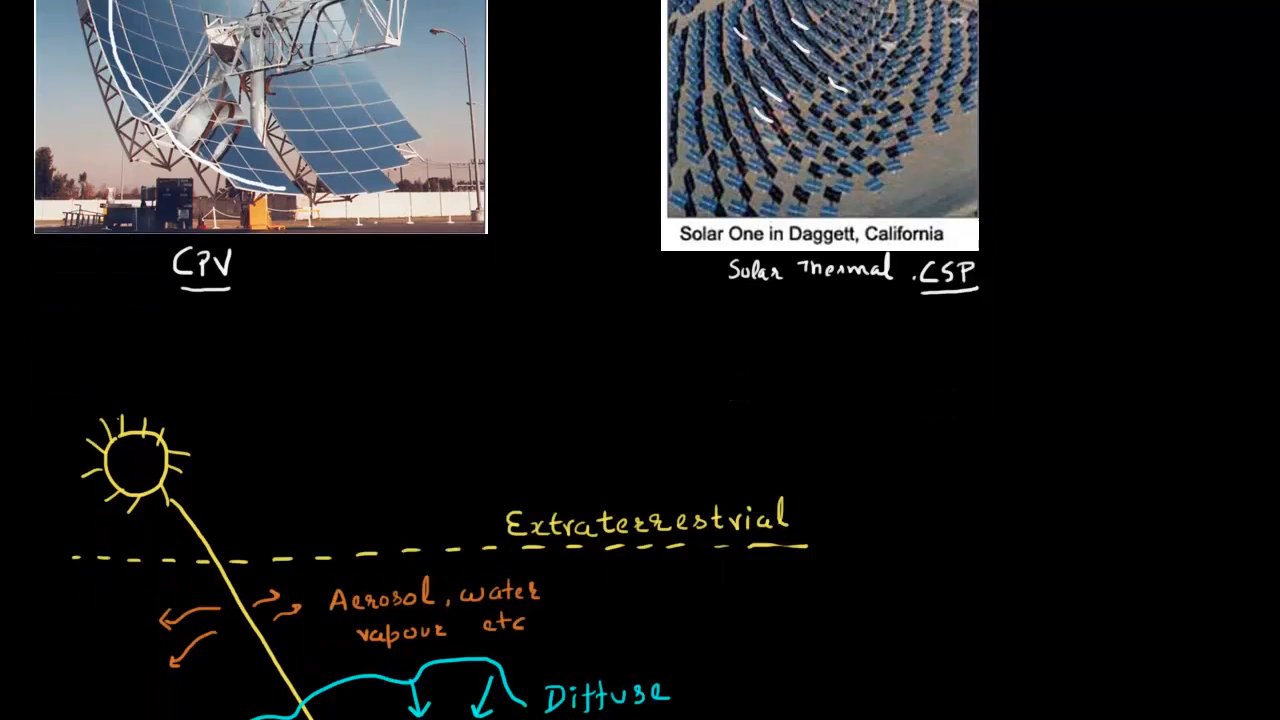 Solar One in Daggett, California
CPV
Solar Thermal . CSP
Extraterrestrial
Aerosol, water
vapour etc
Diffuse